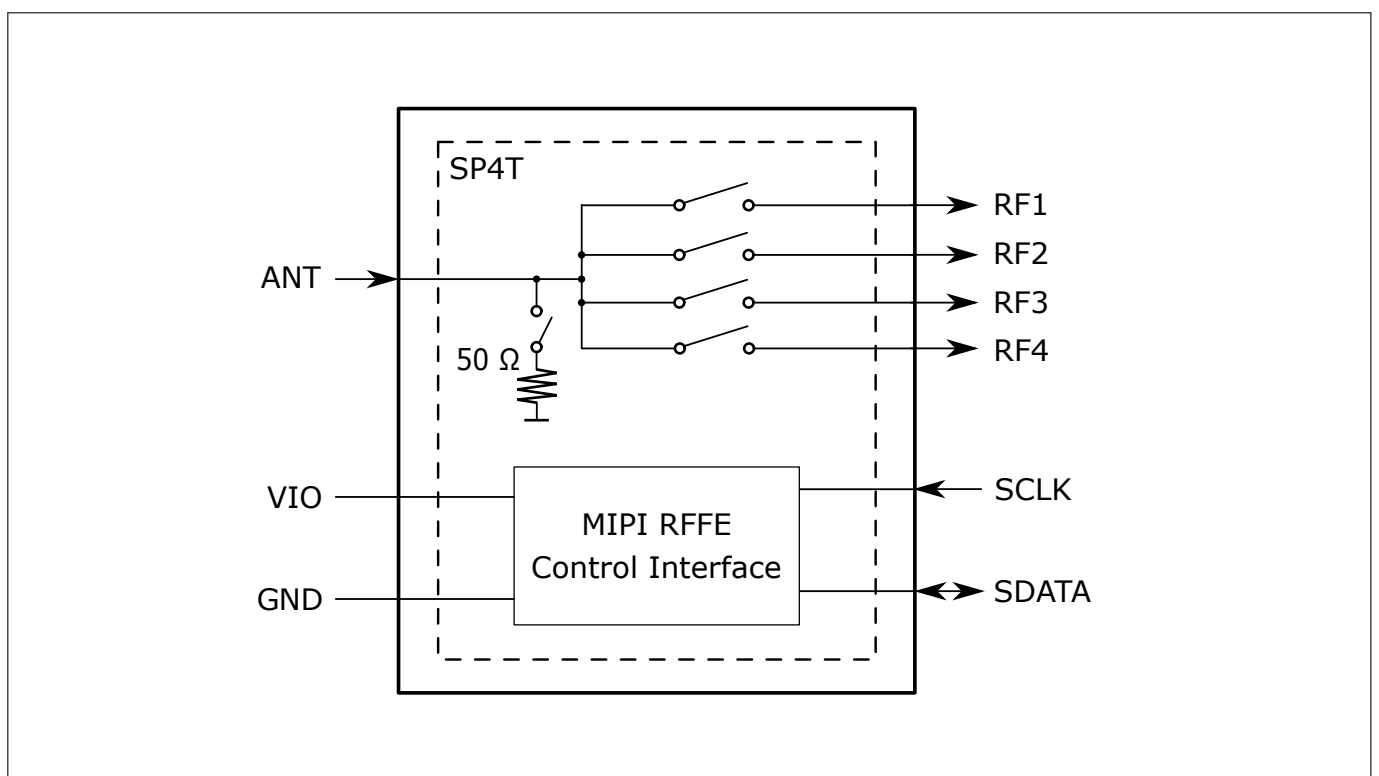 SP4T
RF1
RF2
ANT
RF3
RF4
50 Ω
VIO
SCLK
MIPI RFFE
Control Interface
GND
SDATA